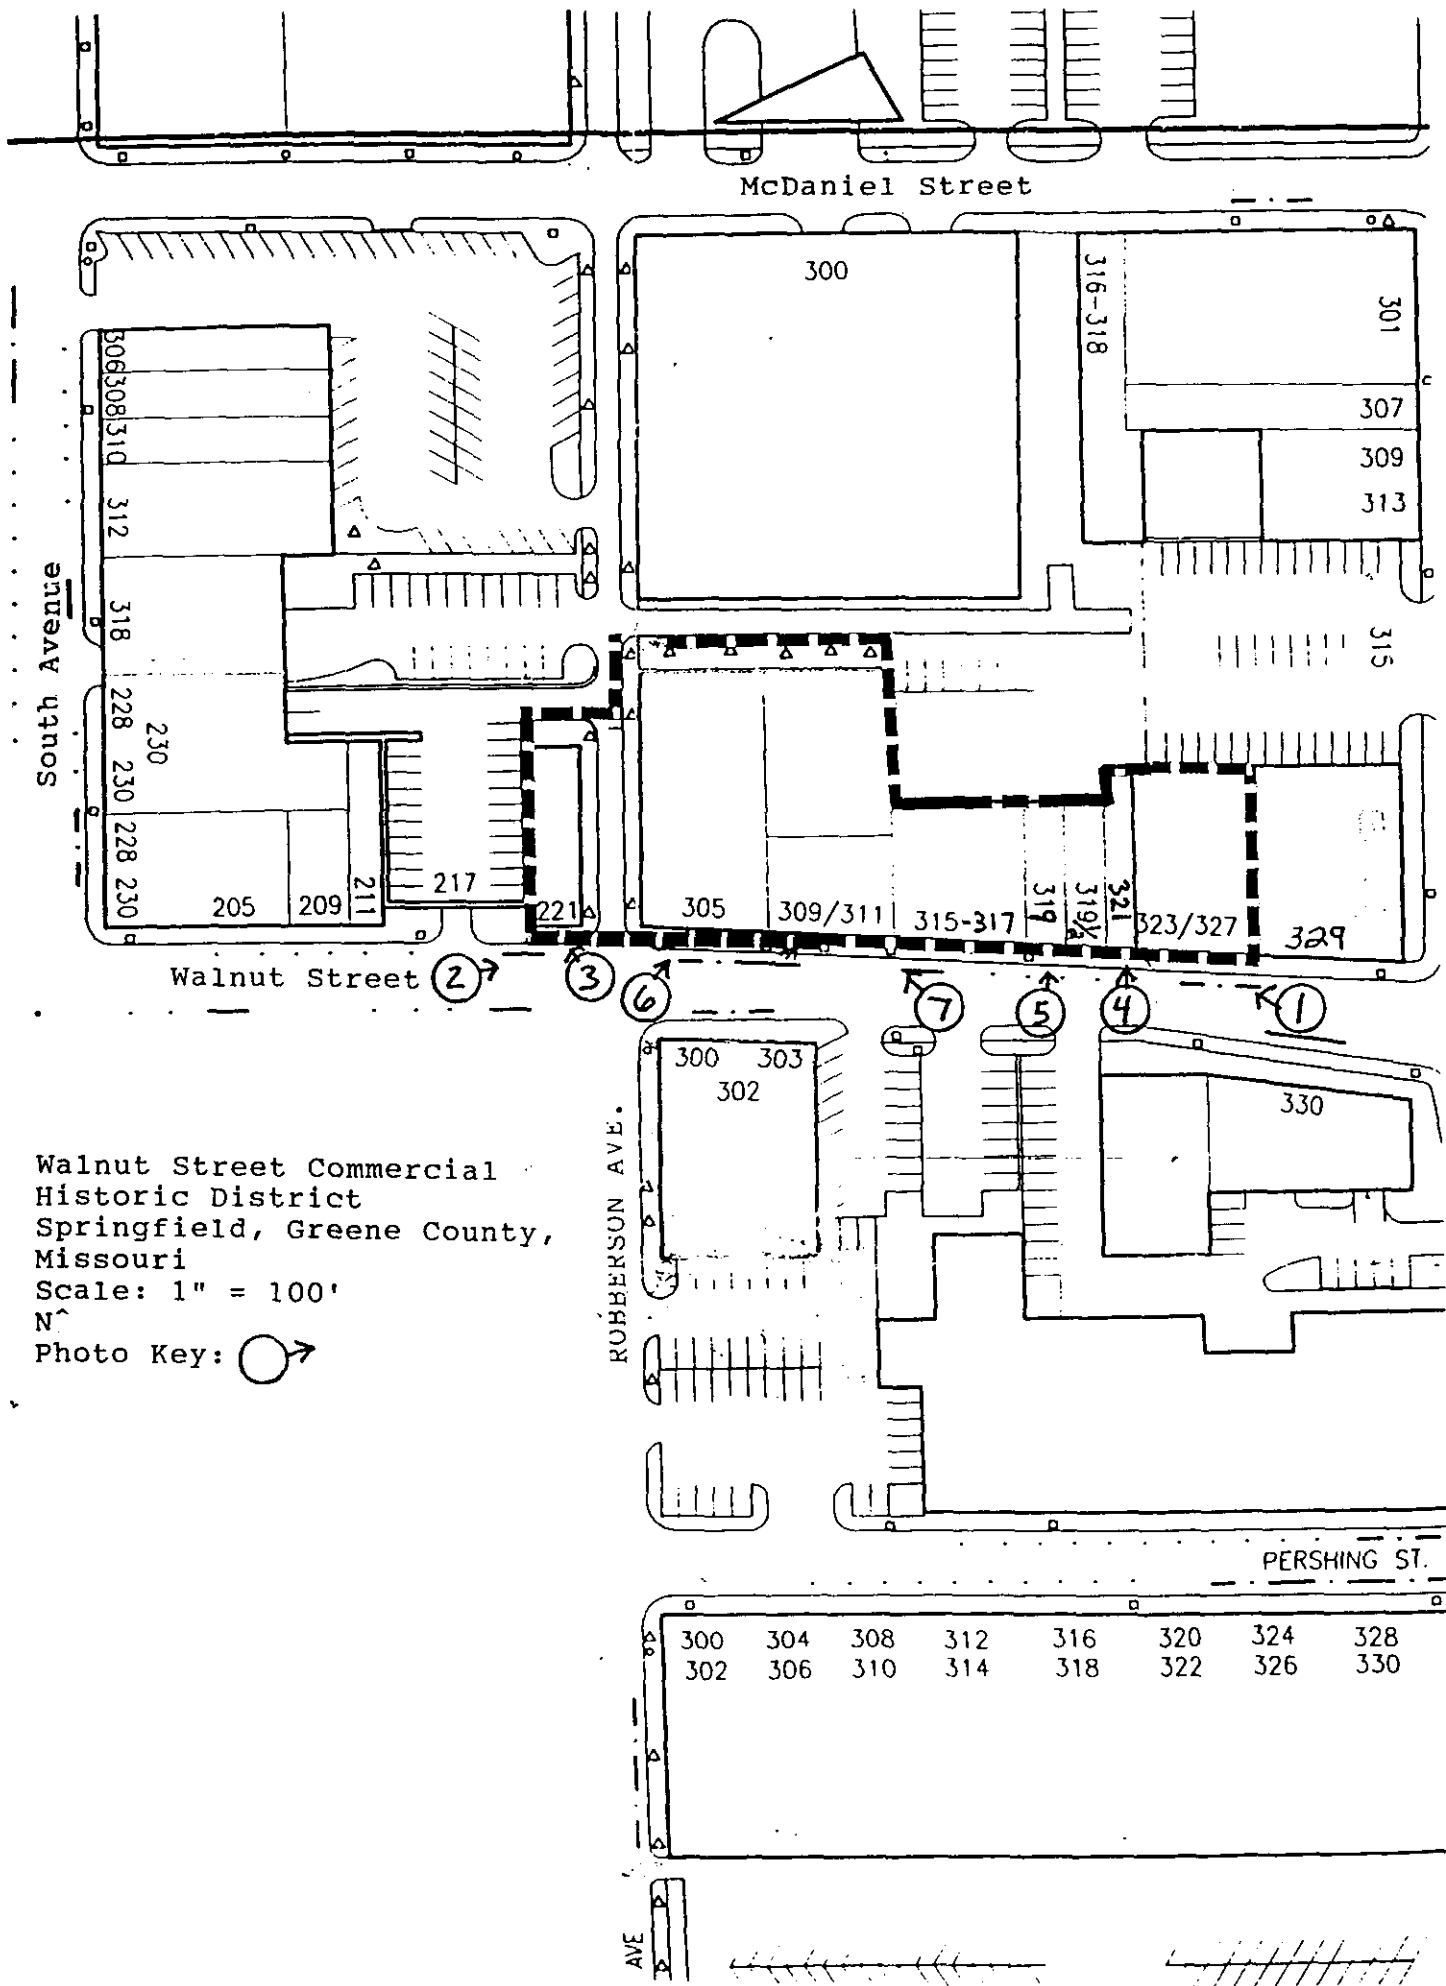 McDaniel Street
300
316-318
301
307
309
313
315
306
308
310
312
318
228
230
230
228
230
South Avenue
205
209
211
217
221
305
309/311
315-317
319
319½
321
323/327
329
Walnut Street
2
3
6
7
5
4
1
300 303
302
330
ROBBERSON AVE.
Walnut Street Commercial
Historic District
Springfield, Greene County,
Missouri
Scale: 1" = 100'
N^
Photo Key:
PERSHING ST.
300 304 308 312 316 320 324 328
302 306 310 314 318 322 326 330
AVE